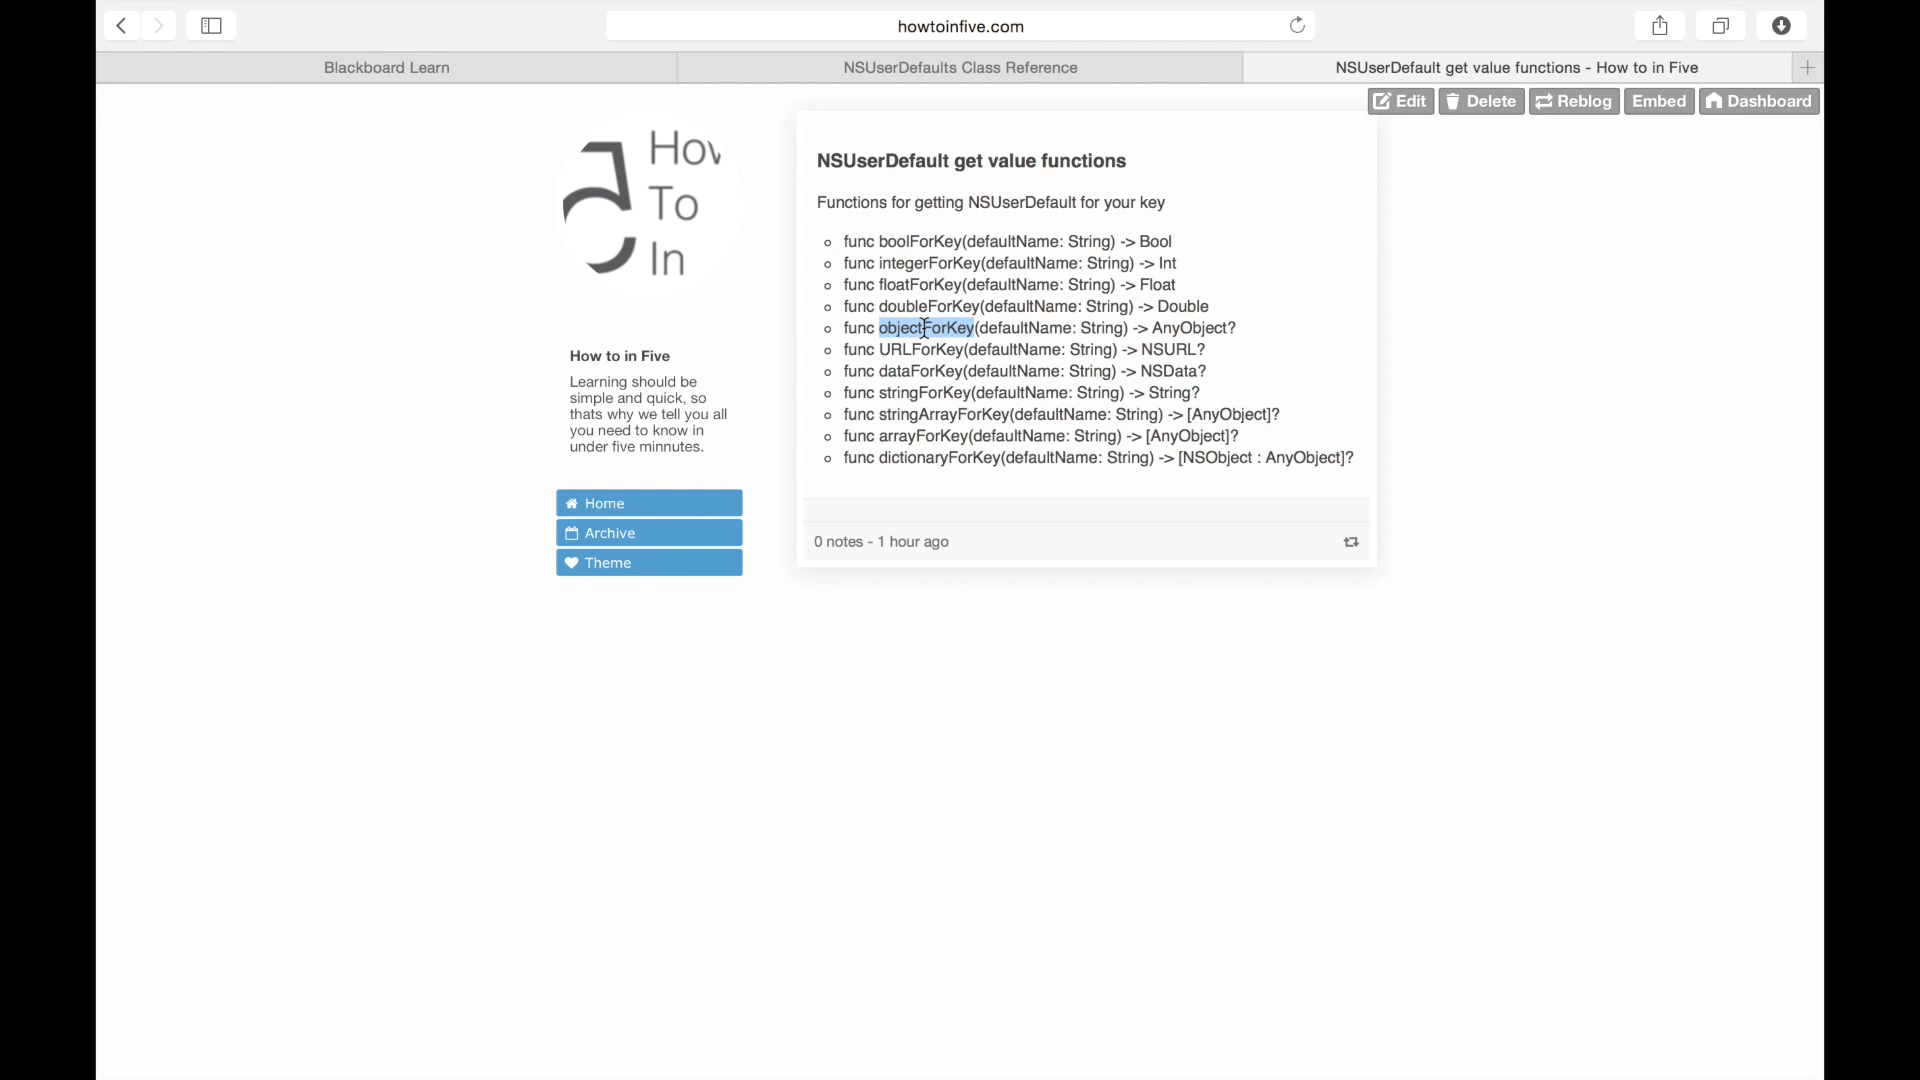 howtoinfive.com
Blackboard Learn
NSUserDefaults Class Reference
NSUserDefault get value functions - How to in Five
Edit
Delete
Reblog
Embed
Dashboard
How
To
In
5
NSUserDefault get value functions
Functions for getting NSUserDefault for your key
func boolForKey(defaultName: String) -> Bool
func integerForKey(defaultName: String) -> Int
func floatForKey(defaultName: String) -> Float
func doubleForKey(defaultName: String) -> Double
func objectForKey(defaultName: String) -> AnyObject?
func URLForKey(defaultName: String) -> NSURL?
func dataForKey(defaultName: String) -> NSData?
func stringForKey(defaultName: String) -> String?
func stringArrayForKey(defaultName: String) -> [AnyObject]?
func arrayForKey(defaultName: String) -> [AnyObject]?
func dictionaryForKey(defaultName: String) -> [NSObject : AnyObject]?
0 notes - 1 hour ago
How to in Five
Learning should be
simple and quick, so
thats why we tell you all
you need to know in
under five minnutes.
Home
Archive
Theme